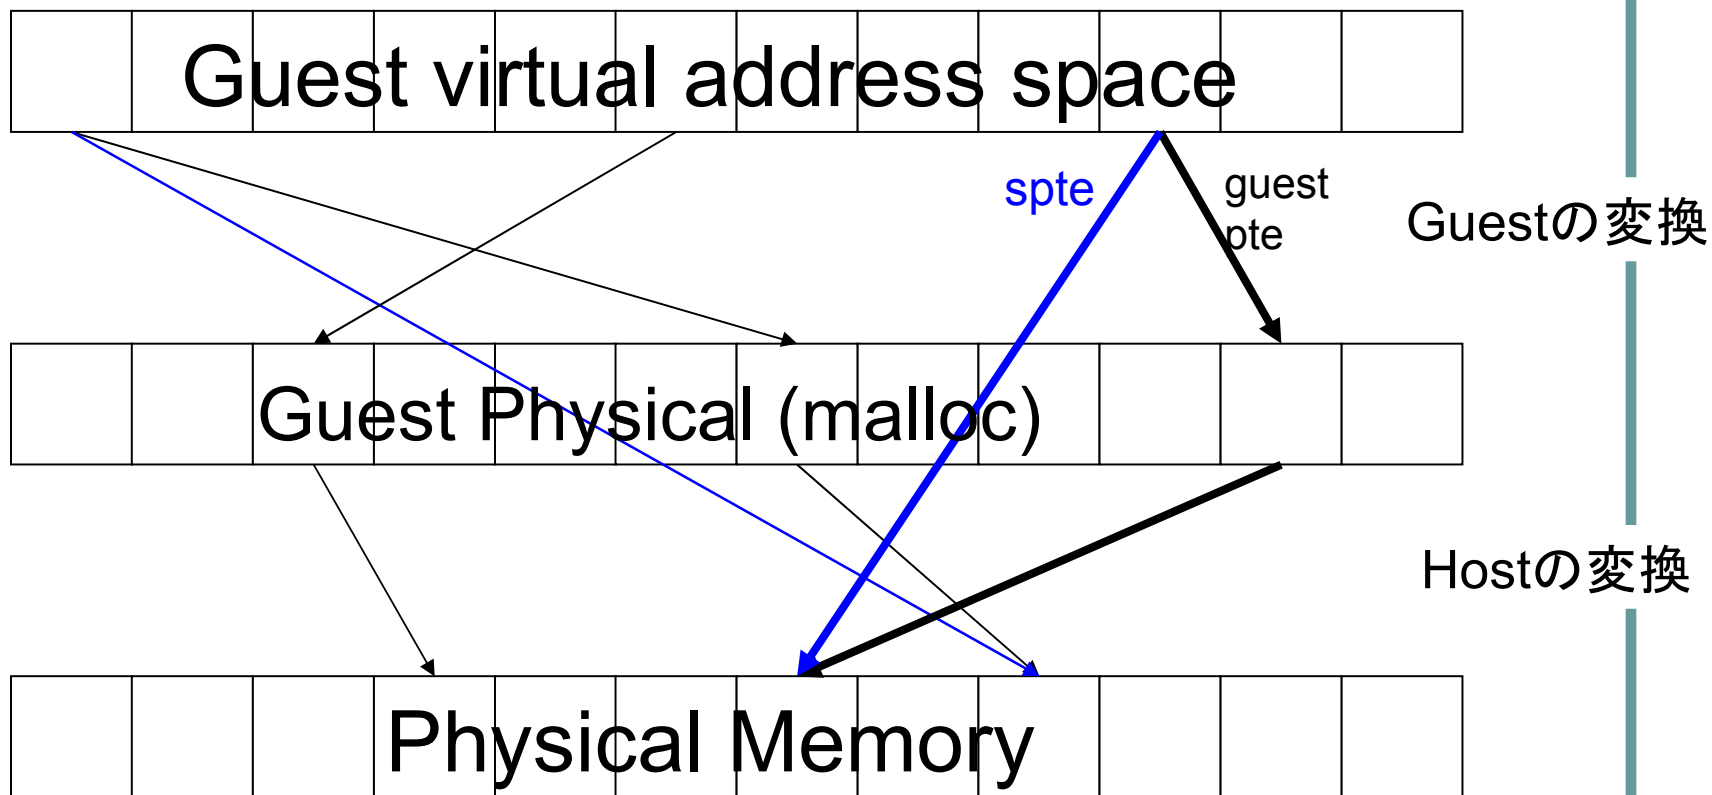 Guest virtual address space
spte
guest
pte
Guestの変換
Guest Physical (malloc)
Hostの変換
Physical Memory